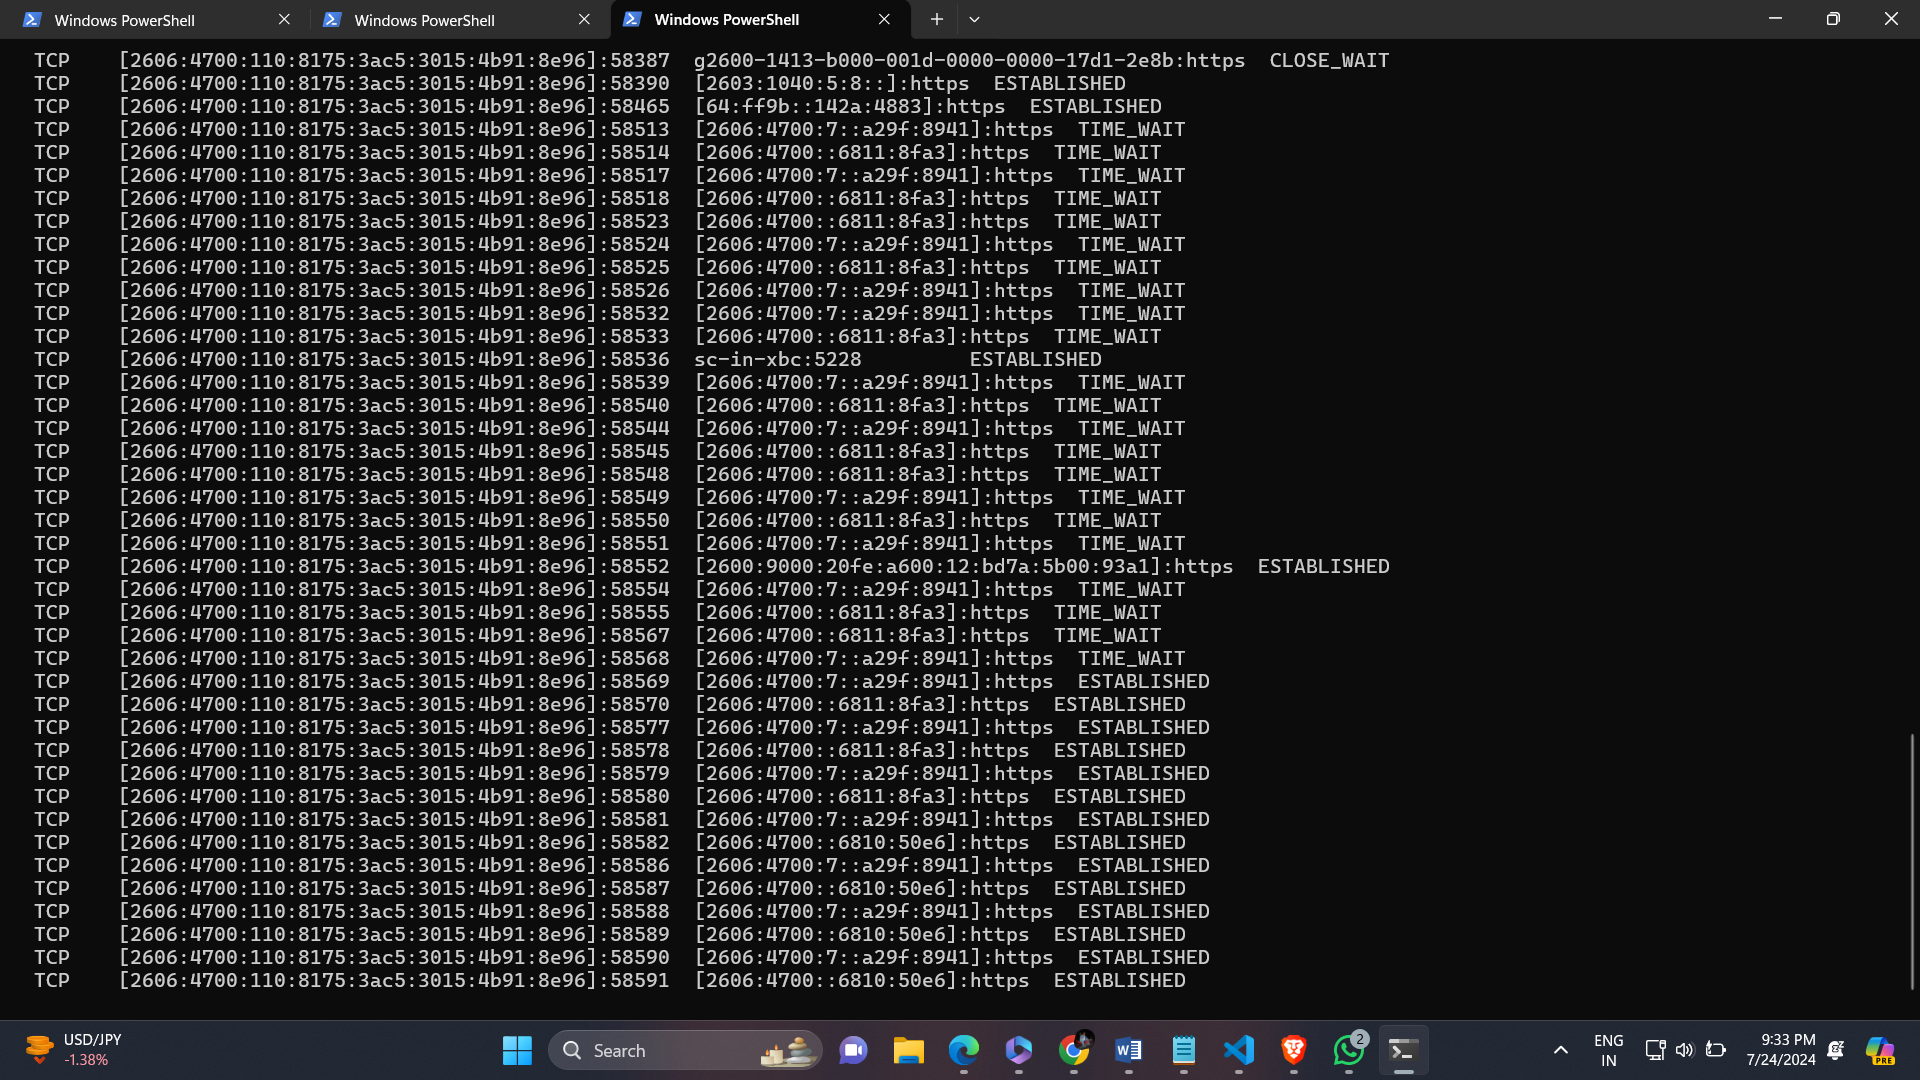 Windows PowerShell
Windows PowerShell
Windows PowerShell
TCP [2606:4700:110:8175:3ac5:3015:4b91:8e96]:58387 g2600-1413-b000-001d-0000-0000-17d1-2e8b:https CLOSE_WAIT
TCP [2606:4700:110:8175:3ac5:3015:4b91:8e96]:58390 [2603:1040:5:8::]:https ESTABLISHED
TCP [2606:4700:110:8175:3ac5:3015:4b91:8e96]:58465 [64:ff9b::142a:4883]:https ESTABLISHED
TCP [2606:4700:110:8175:3ac5:3015:4b91:8e96]:58513 [2606:4700:7::a29f:8941]:https TIME_WAIT
TCP [2606:4700:110:8175:3ac5:3015:4b91:8e96]:58514 [2606:4700::6811:8fa3]:https TIME_WAIT
TCP [2606:4700:110:8175:3ac5:3015:4b91:8e96]:58517 [2606:4700:7::a29f:8941]:https TIME_WAIT
TCP [2606:4700:110:8175:3ac5:3015:4b91:8e96]:58518 [2606:4700::6811:8fa3]:https TIME_WAIT
TCP [2606:4700:110:8175:3ac5:3015:4b91:8e96]:58523 [2606:4700::6811:8fa3]:https TIME_WAIT
TCP [2606:4700:110:8175:3ac5:3015:4b91:8e96]:58524 [2606:4700:7::a29f:8941]:https TIME_WAIT
TCP [2606:4700:110:8175:3ac5:3015:4b91:8e96]:58525 [2606:4700::6811:8fa3]:https TIME_WAIT
TCP [2606:4700:110:8175:3ac5:3015:4b91:8e96]:58526 [2606:4700:7::a29f:8941]:https TIME_WAIT
TCP [2606:4700:110:8175:3ac5:3015:4b91:8e96]:58532 [2606:4700:7::a29f:8941]:https TIME_WAIT
TCP [2606:4700:110:8175:3ac5:3015:4b91:8e96]:58533 [2606:4700::6811:8fa3]:https TIME_WAIT
TCP [2606:4700:110:8175:3ac5:3015:4b91:8e96]:58536 sc-in-xbc:5228 ESTABLISHED
TCP [2606:4700:110:8175:3ac5:3015:4b91:8e96]:58539 [2606:4700:7::a29f:8941]:https TIME_WAIT
TCP [2606:4700:110:8175:3ac5:3015:4b91:8e96]:58540 [2606:4700::6811:8fa3]:https TIME_WAIT
TCP [2606:4700:110:8175:3ac5:3015:4b91:8e96]:58544 [2606:4700:7::a29f:8941]:https TIME_WAIT
TCP [2606:4700:110:8175:3ac5:3015:4b91:8e96]:58545 [2606:4700::6811:8fa3]:https TIME_WAIT
TCP [2606:4700:110:8175:3ac5:3015:4b91:8e96]:58548 [2606:4700::6811:8fa3]:https TIME_WAIT
TCP [2606:4700:110:8175:3ac5:3015:4b91:8e96]:58549 [2606:4700:7::a29f:8941]:https TIME_WAIT
TCP [2606:4700:110:8175:3ac5:3015:4b91:8e96]:58550 [2606:4700::6811:8fa3]:https TIME_WAIT
TCP [2606:4700:110:8175:3ac5:3015:4b91:8e96]:58551 [2606:4700:7::a29f:8941]:https TIME_WAIT
TCP [2606:4700:110:8175:3ac5:3015:4b91:8e96]:58552 [2600:9000:20fe:a600:12:bd7a:5b00:93a1]:https ESTABLISHED
TCP [2606:4700:110:8175:3ac5:3015:4b91:8e96]:58554 [2606:4700:7::a29f:8941]:https TIME_WAIT
TCP [2606:4700:110:8175:3ac5:3015:4b91:8e96]:58555 [2606:4700::6811:8fa3]:https TIME_WAIT
TCP [2606:4700:110:8175:3ac5:3015:4b91:8e96]:58567 [2606:4700::6811:8fa3]:https TIME_WAIT
TCP [2606:4700:110:8175:3ac5:3015:4b91:8e96]:58568 [2606:4700:7::a29f:8941]:https TIME_WAIT
TCP [2606:4700:110:8175:3ac5:3015:4b91:8e96]:58569 [2606:4700:7::a29f:8941]:https ESTABLISHED
TCP [2606:4700:110:8175:3ac5:3015:4b91:8e96]:58570 [2606:4700::6811:8fa3]:https ESTABLISHED
TCP [2606:4700:110:8175:3ac5:3015:4b91:8e96]:58577 [2606:4700:7::a29f:8941]:https ESTABLISHED
TCP [2606:4700:110:8175:3ac5:3015:4b91:8e96]:58578 [2606:4700::6811:8fa3]:https ESTABLISHED
TCP [2606:4700:110:8175:3ac5:3015:4b91:8e96]:58579 [2606:4700:7::a29f:8941]:https ESTABLISHED
TCP [2606:4700:110:8175:3ac5:3015:4b91:8e96]:58580 [2606:4700::6811:8fa3]:https ESTABLISHED
TCP [2606:4700:110:8175:3ac5:3015:4b91:8e96]:58581 [2606:4700:7::a29f:8941]:https ESTABLISHED
TCP [2606:4700:110:8175:3ac5:3015:4b91:8e96]:58582 [2606:4700::6810:50e6]:https ESTABLISHED
TCP [2606:4700:110:8175:3ac5:3015:4b91:8e96]:58586 [2606:4700:7::a29f:8941]:https ESTABLISHED
TCP [2606:4700:110:8175:3ac5:3015:4b91:8e96]:58587 [2606:4700::6810:50e6]:https ESTABLISHED
TCP [2606:4700:110:8175:3ac5:3015:4b91:8e96]:58588 [2606:4700:7::a29f:8941]:https ESTABLISHED
TCP [2606:4700:110:8175:3ac5:3015:4b91:8e96]:58589 [2606:4700::6810:50e6]:https ESTABLISHED
TCP [2606:4700:110:8175:3ac5:3015:4b91:8e96]:58590 [2606:4700:7::a29f:8941]:https ESTABLISHED
TCP [2606:4700:110:8175:3ac5:3015:4b91:8e96]:58591 [2606:4700::6810:50e6]:https ESTABLISHED
USD/JPY
-1.38%
Search
2
ENG
IN
9:33 PM
7/24/2024
PRE